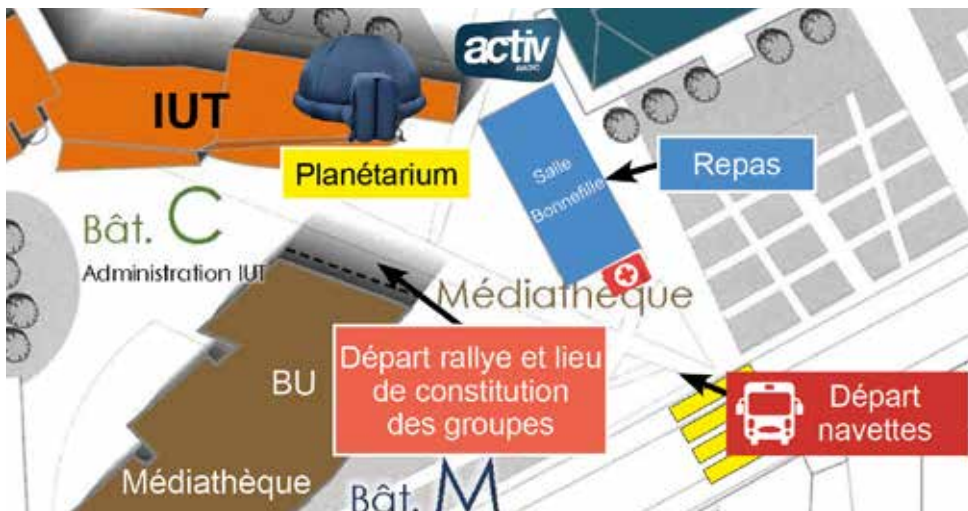 activ
RADIO
IUT
Planétarium
Salle
Bonnefille
Repas
Bât. C
Administration IUT
Médiathèque
Départ rallye et lieu
de constitution
des groupes
BU
Départ
navettes
Médiathèque
Bât. M